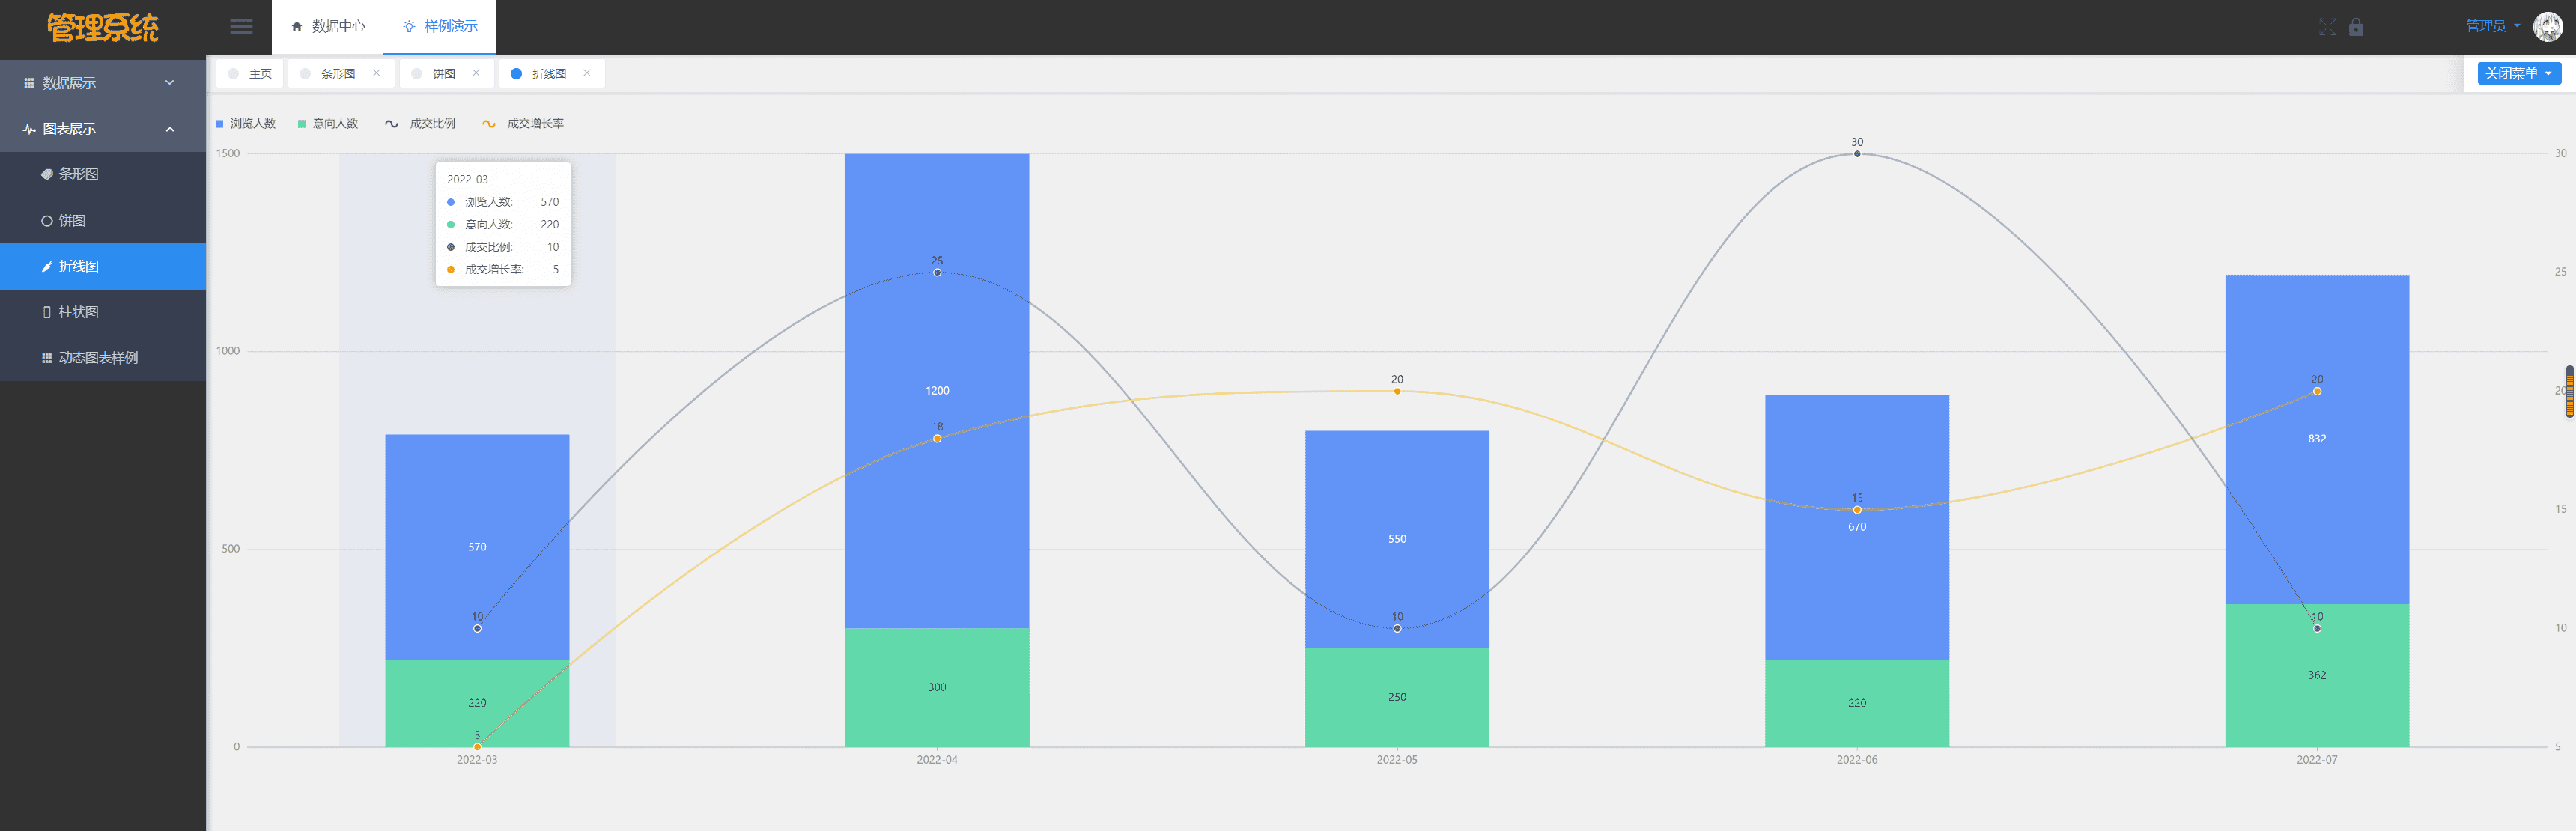 管理系统
数据中心
样例演示
管理员
数据展示
图表展示
条形图
饼图
折线图
柱状图
动态图表样例
主页
条形图
饼图
折线图
关闭菜单
浏览人数 意向人数 成交比例 成交增长率
1500
1000
500
0
30
25
20
15
10
5
2022-03
浏览人数: 570
意向人数: 220
成交比例: 10
成交增长率: 5
570
10
220
5
25
1200
18
300
20
550
10
250
30
15
670
220
20
832
10
362
2022-03 2022-04 2022-05 2022-06 2022-07